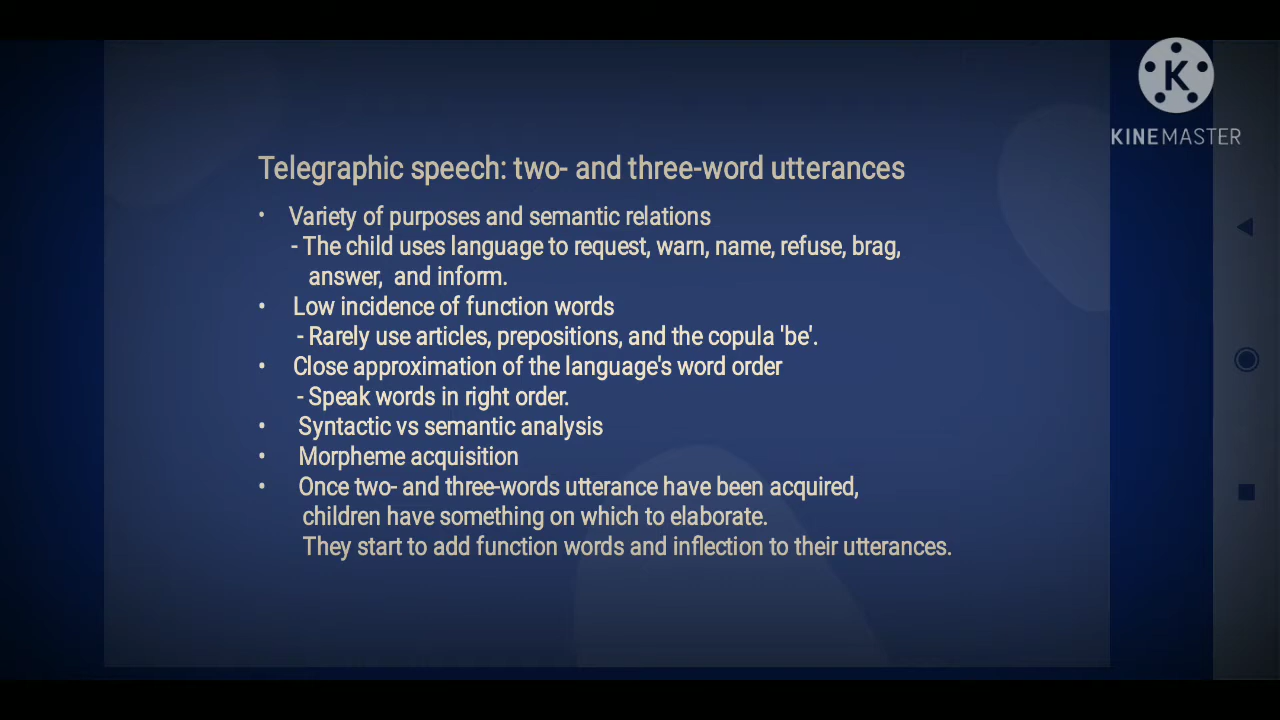 K
KINEMASTER
Telegraphic speech: two- and three-word utterances
• Variety of purposes and semantic relations
- The child uses language to request, warn, name, refuse, brag,
answer, and inform.
• Low incidence of function words
- Rarely use articles, prepositions, and the copula 'be'.
• Close approximation of the language's word order
- Speak words in right order.
• Syntactic vs semantic analysis
• Morpheme acquisition
• Once two- and three-words utterance have been acquired,
children have something on which to elaborate.
They start to add function words and inflection to their utterances.